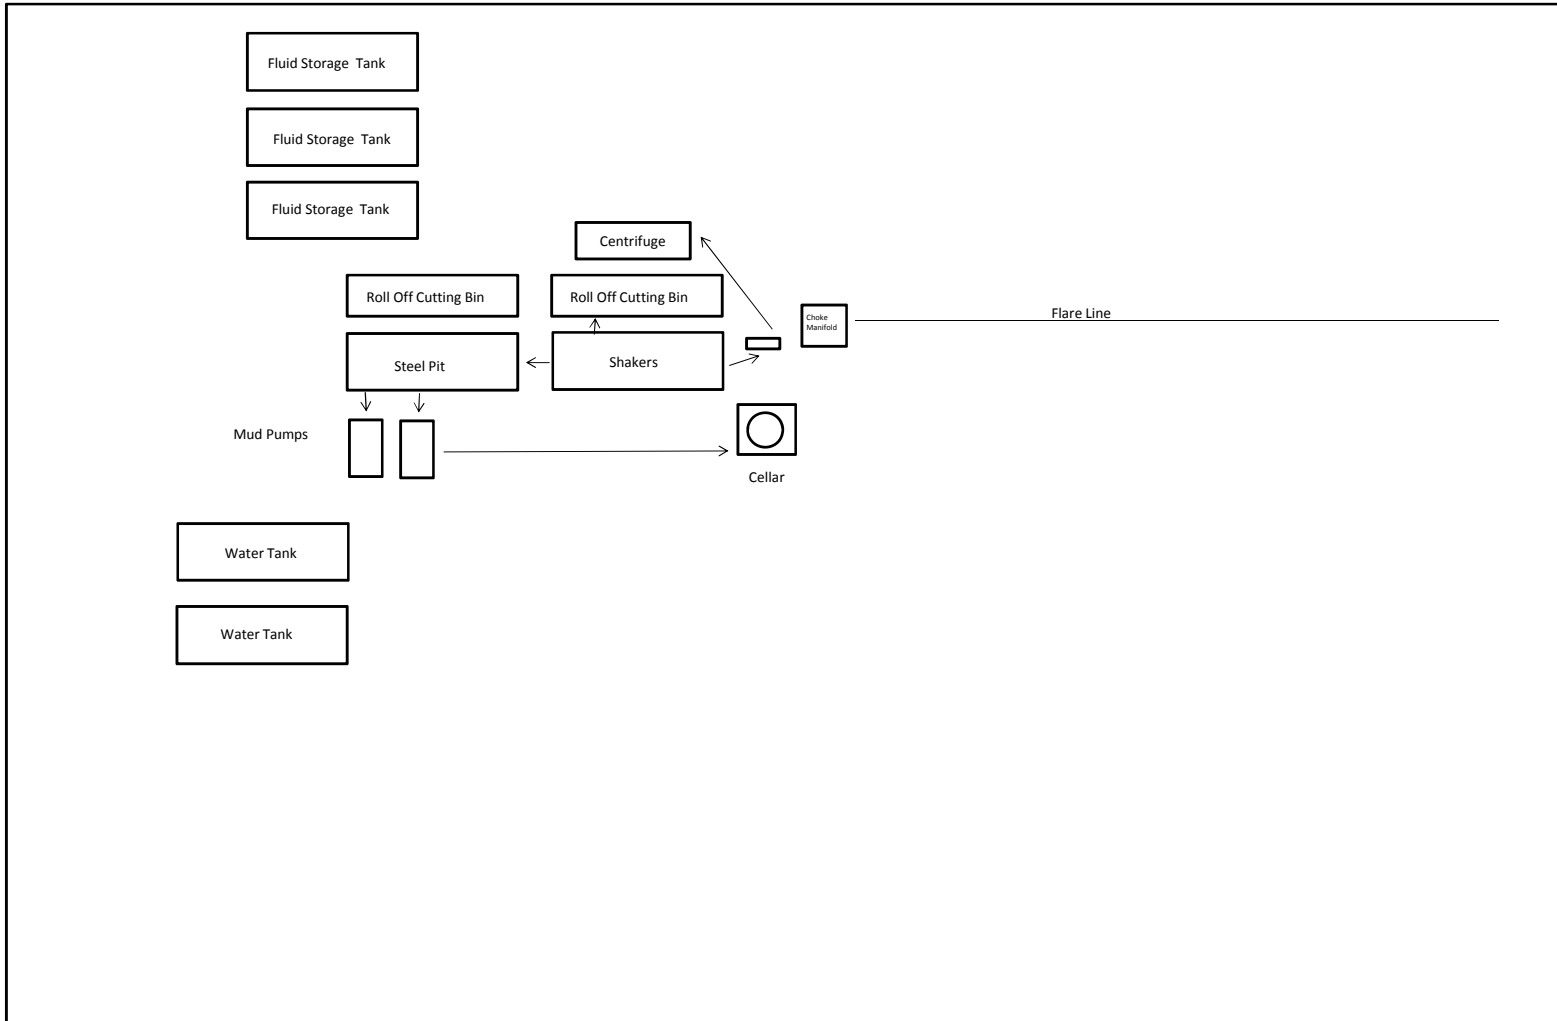 Fluid Storage Tank
Fluid Storage Tank
Fluid Storage Tank
Centrifuge
Roll Off Cutting Bin
Roll Off Cutting Bin
Choke
Manifold
Flare Line
Steel Pit
Shakers
Mud Pumps
Cellar
Water Tank
Water Tank